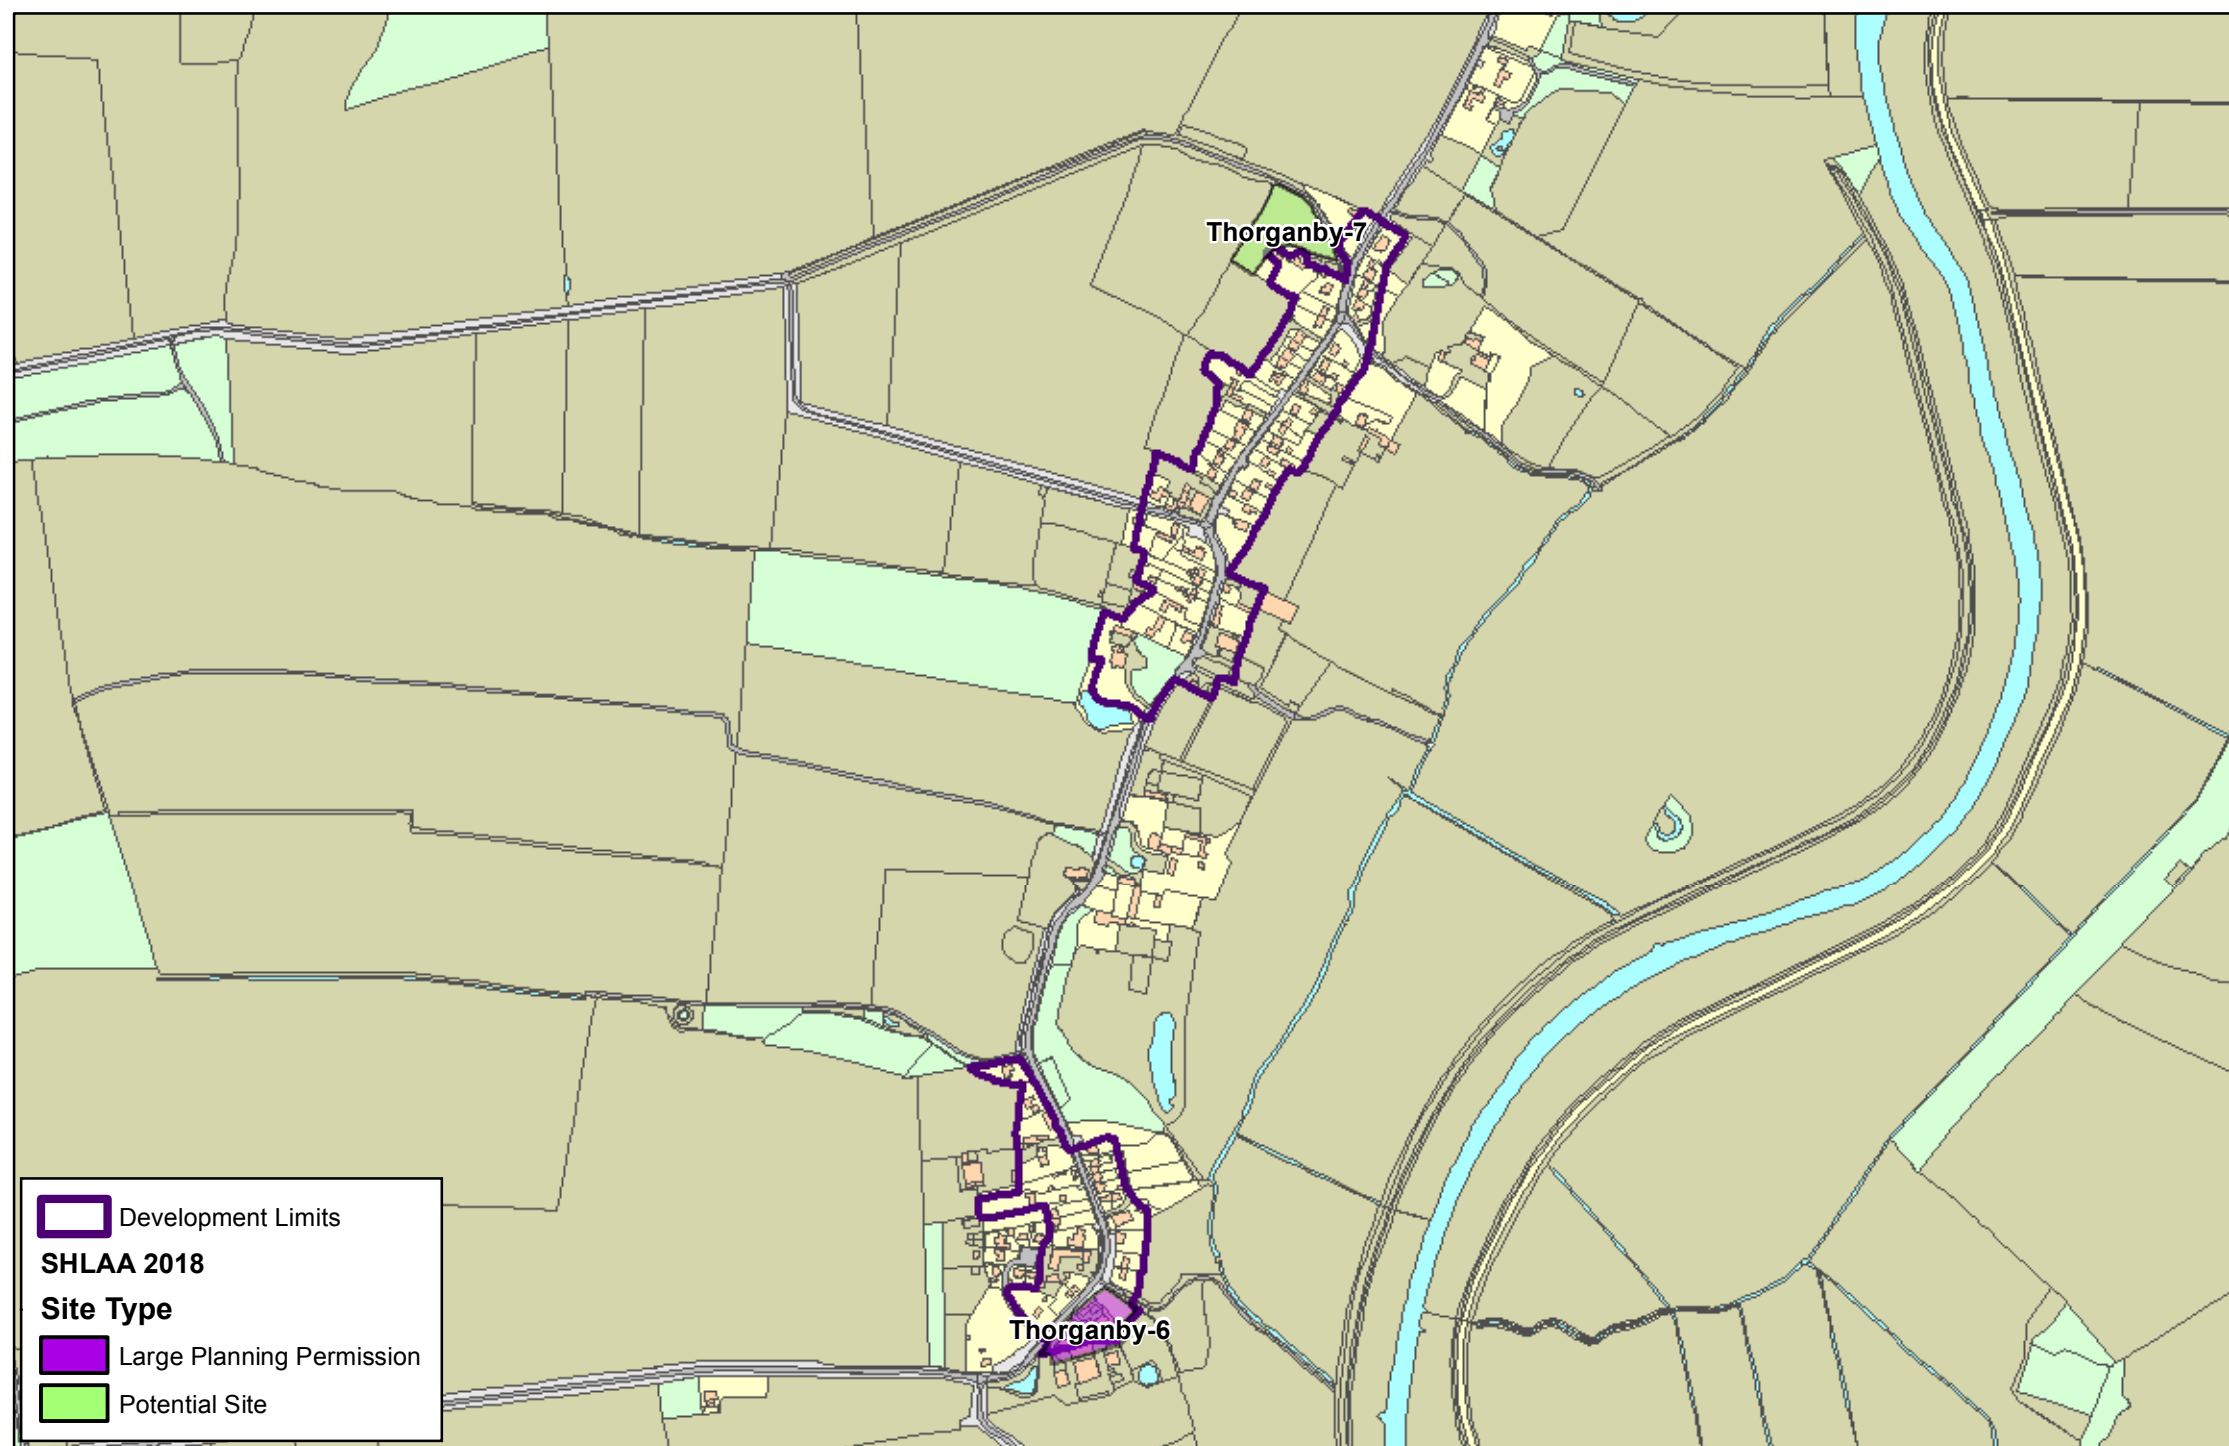 Thorganby-7
Thorganby-6
Development Limits
SHLAA 2018
Site Type
Large Planning Permission
Potential Site